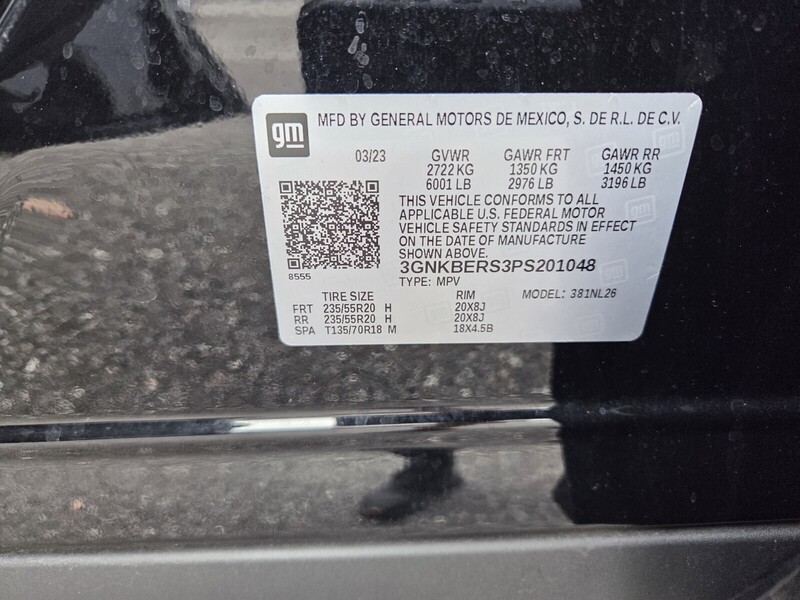 gm MFD BY GENERAL MOTORS DE MEXICO, S. DE R.L. DE C.V.
03/23 GVWR GAWR FRT GAWR RR
2722 KG 1350 KG 1450 KG
6001 LB 2976 LB 3196 LB
THIS VEHICLE CONFORMS TO ALL
APPLICABLE U.S. FEDERAL MOTOR
VEHICLE SAFETY STANDARDS IN EFFECT
ON THE DATE OF MANUFACTURE
SHOWN ABOVE.
8555
3GNKBERS3PS201048
TYPE: MPV
TIRE SIZE RIM MODEL: 381NL26
FRT 235/55R20 H 20X8J
RR 235/55R20 H 20X8J
SPA T135/70R18 M 18X4.5B